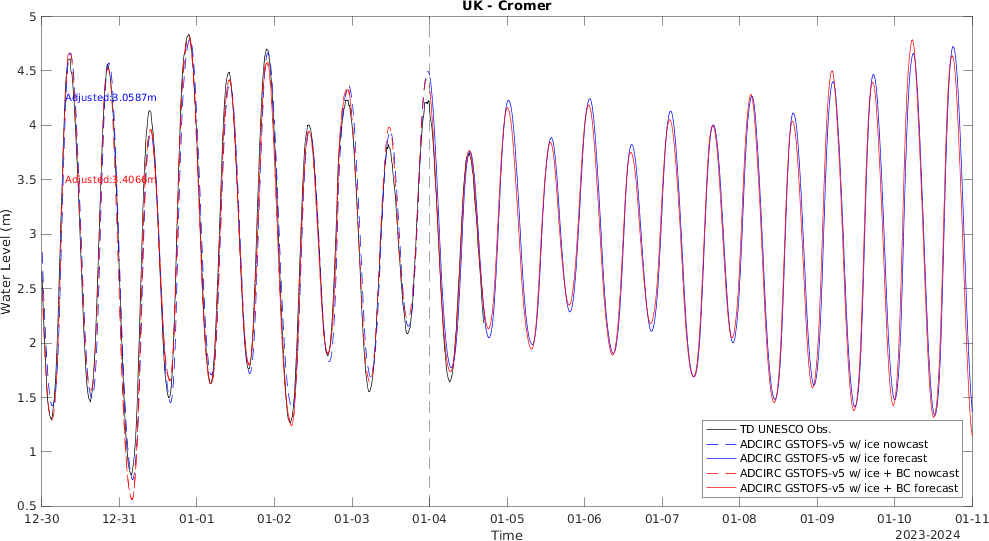 UK - Cromer
5
4.5
4
3.5
3
2.5
2
1.5
1
0.5
Water Level (m)
Adjusted:3.0587m
Adjusted:3.4066m
TD UNESCO Obs.
ADCIRC GSTOFS-v5 w/ ice nowcast
ADCIRC GSTOFS-v5 w/ ice forecast
ADCIRC GSTOFS-v5 w/ ice + BC nowcast
ADCIRC GSTOFS-v5 w/ ice + BC forecast
12-30 12-31 01-01 01-02 01-03 01-04 01-05 01-06 01-07 01-08 01-09 01-10 01-11
Time
2023-2024